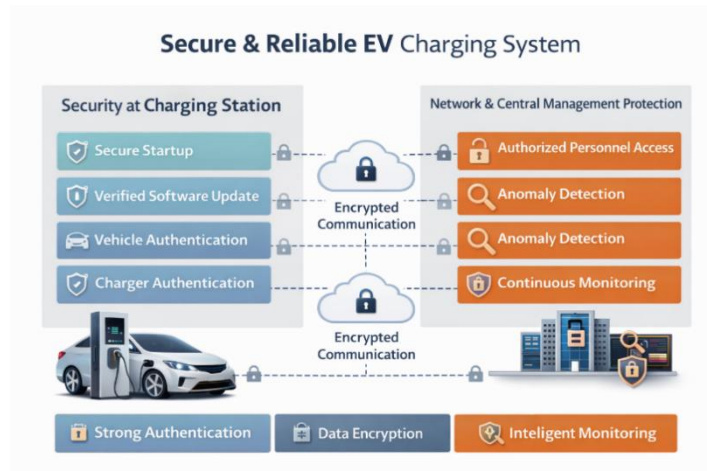 Secure & Reliable EV Charging System
Security at Charging Station
Network & Central Management Protection
Secure Startup
Authorized Personnel Access
Verified Software Update
Anomaly Detection
Encrypted
Communication
Vehicle Authentication
Anomaly Detection
Charger Authentication
Continuous Monitoring
Encrypted
Communication
Strong Authentication
Data Encryption
Inteligent Monitoring